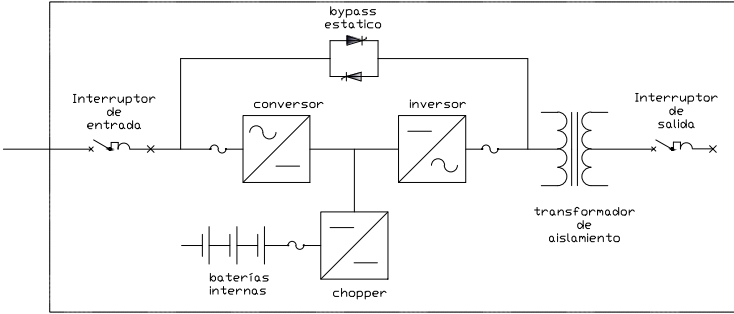 bypass
estatico
Interruptor
de
entrada
conversor
inversor
Interruptor
de
salida
transformador
de
aislamiento
baterías
internas
chopper